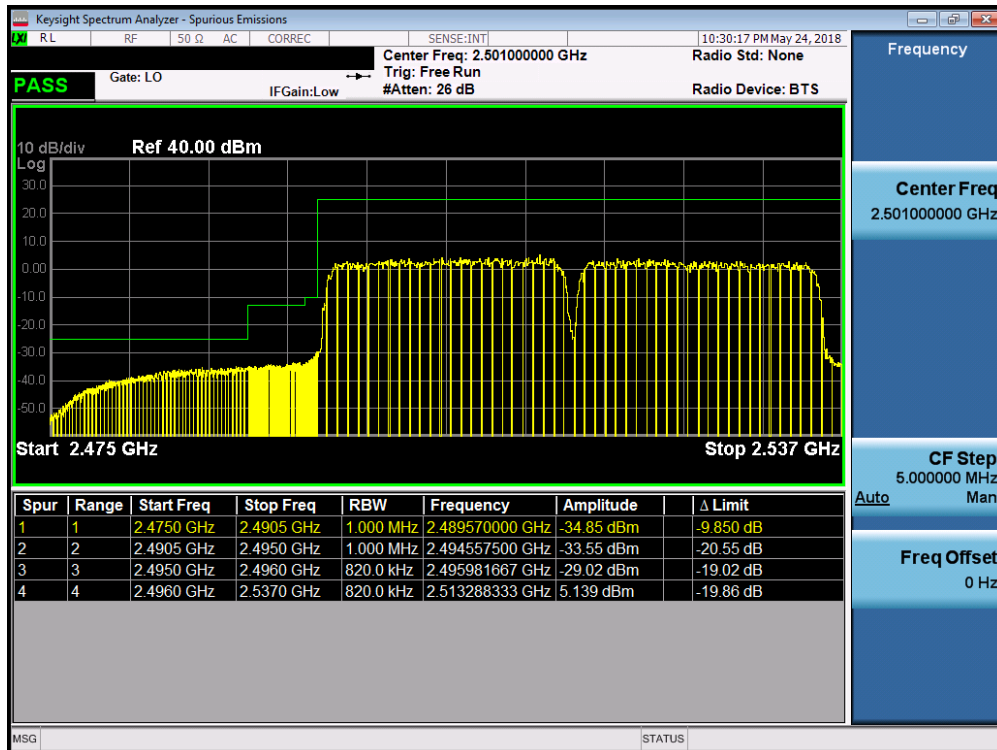 Keysight Spectrum Analyzer - Spurious Emissions
LXI RL RF 50 Ω AC CORREC SENSE:INT 10:30:17 PM May 24, 2018
Center Freq: 2.501000000 GHz Radio Std: None
PASS Gate: LO Trig: Free Run
IFGain:Low #Atten: 26 dB Radio Device: BTS
10 dB/div Ref 40.00 dBm
Log
30.0
20.0
10.0
0.00
-10.0
-20.0
-30.0
-40.0
-50.0
Start 2.475 GHz Stop 2.537 GHz
Spur Range Start Freq Stop Freq RBW Frequency Amplitude Δ Limit
1 1 2.4750 GHz 2.4905 GHz 1.000 MHz 2.489570000 GHz -34.85 dBm -9.850 dB
2 2 2.4905 GHz 2.4950 GHz 1.000 MHz 2.494557500 GHz -33.55 dBm -20.55 dB
3 3 2.4950 GHz 2.4960 GHz 820.0 kHz 2.495981667 GHz -29.02 dBm -19.02 dB
4 4 2.4960 GHz 2.5370 GHz 820.0 kHz 2.513288333 GHz 5.139 dBm -19.86 dB
MSG STATUS
Frequency
Center Freq
2.501000000 GHz
CF Step
5.000000 MHz
Auto Man
Freq Offset
0 Hz